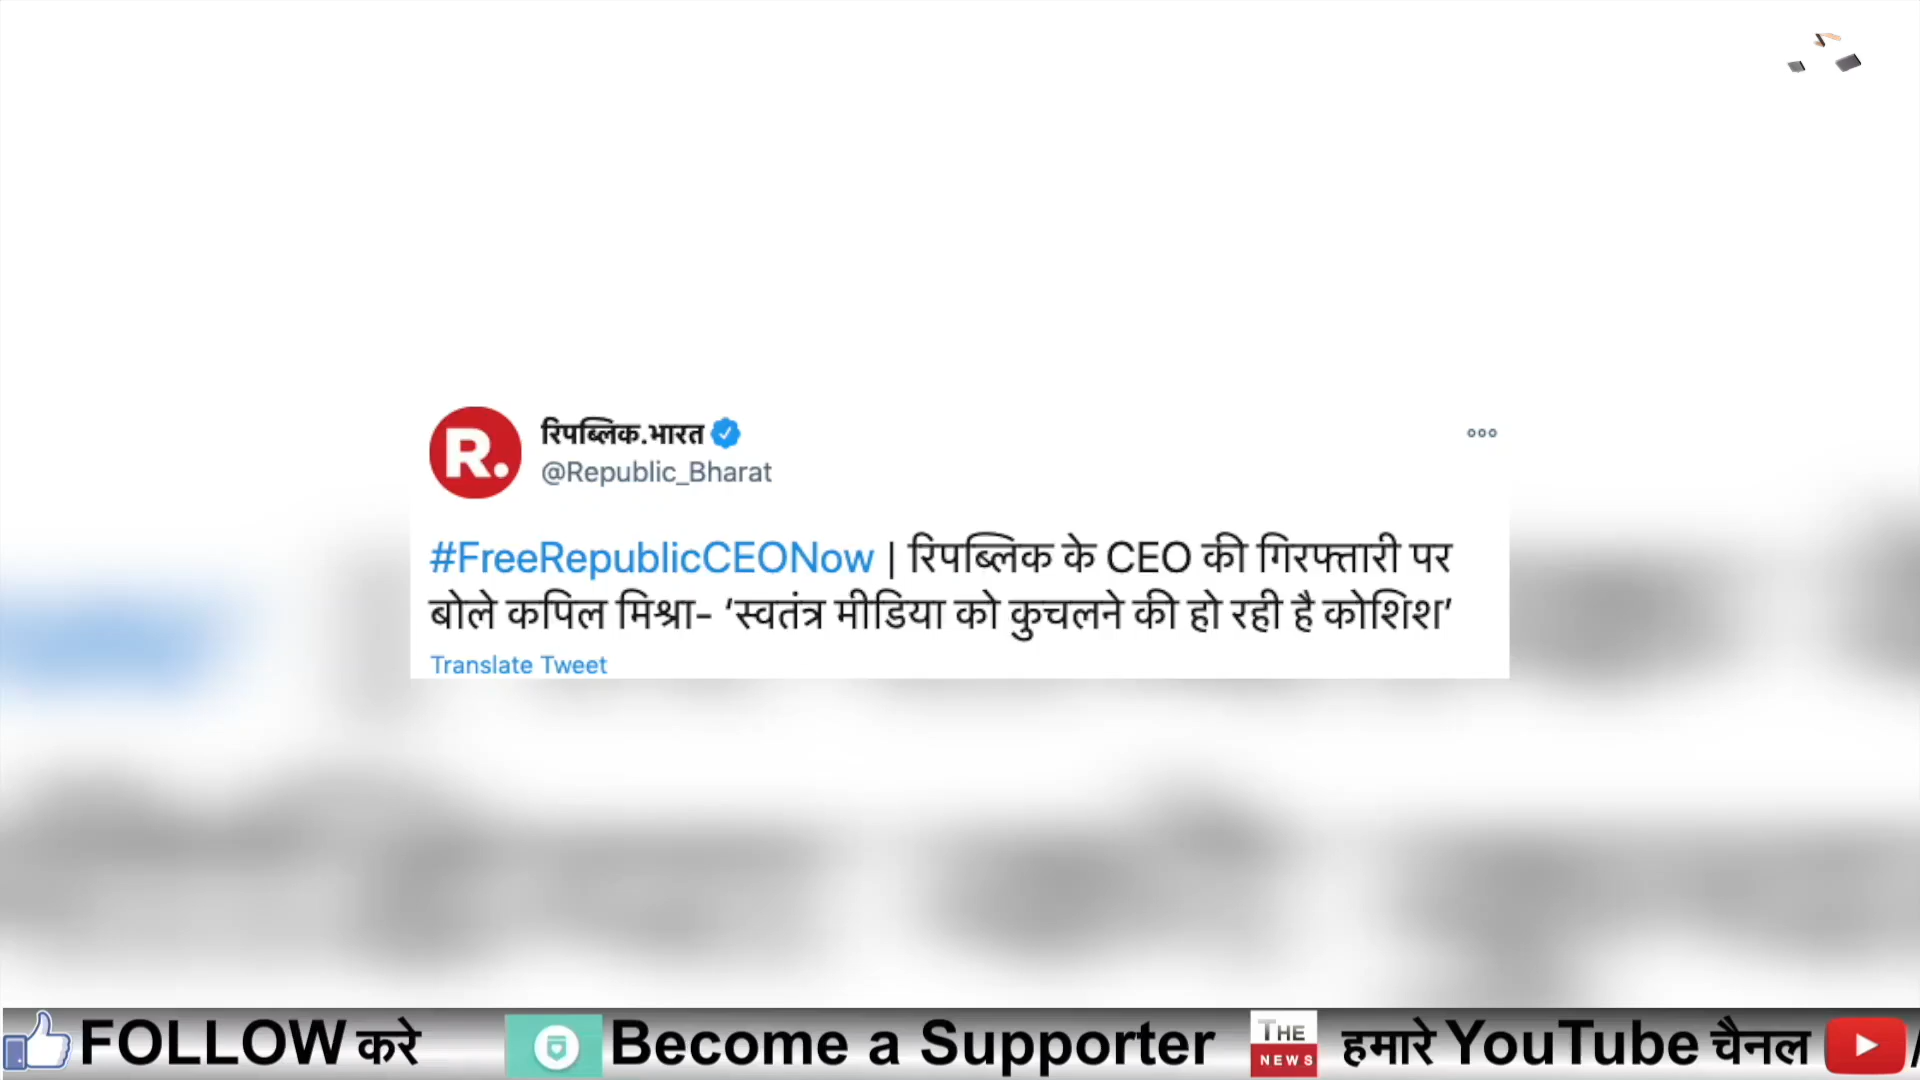 रिपब्लिक.भारत
@Republic_Bharat
#FreeRepublicCEONow | रिपब्लिक के CEO की गिरफ्तारी पर
बोले कपिल मिश्रा- ‘स्वतंत्र मीडिया को कुचलने की हो रही है कोशिश’
Translate Tweet
FOLLOW करे Become a Supporter THE NEWS हमारे YouTube चैनल